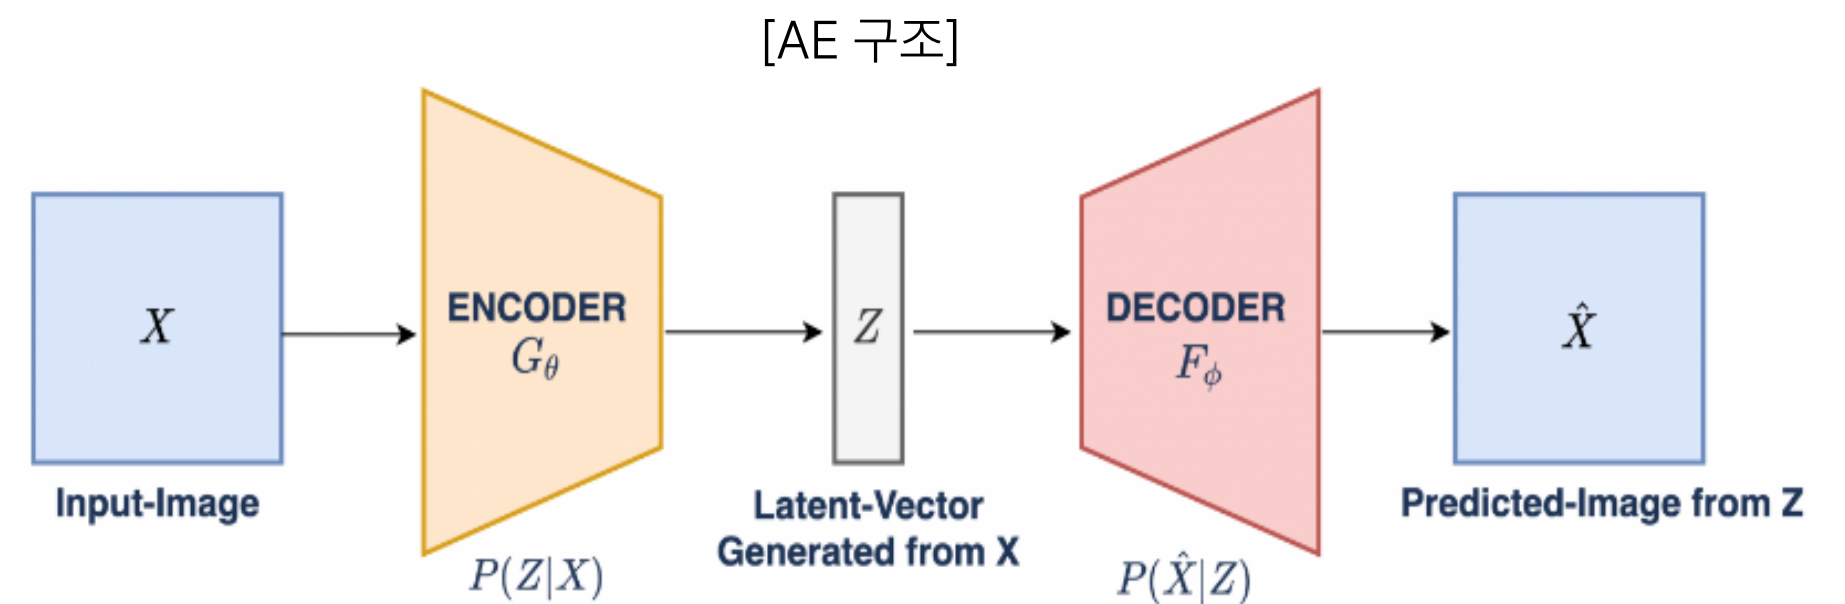 [AE 구조]
X
ENCODER
G_θ
P(Z|X)
Input-Image
Z
Latent-Vector
Generated from X
DECODER
F_ϕ
P(X̂|Z)
X̂
Predicted-Image from Z